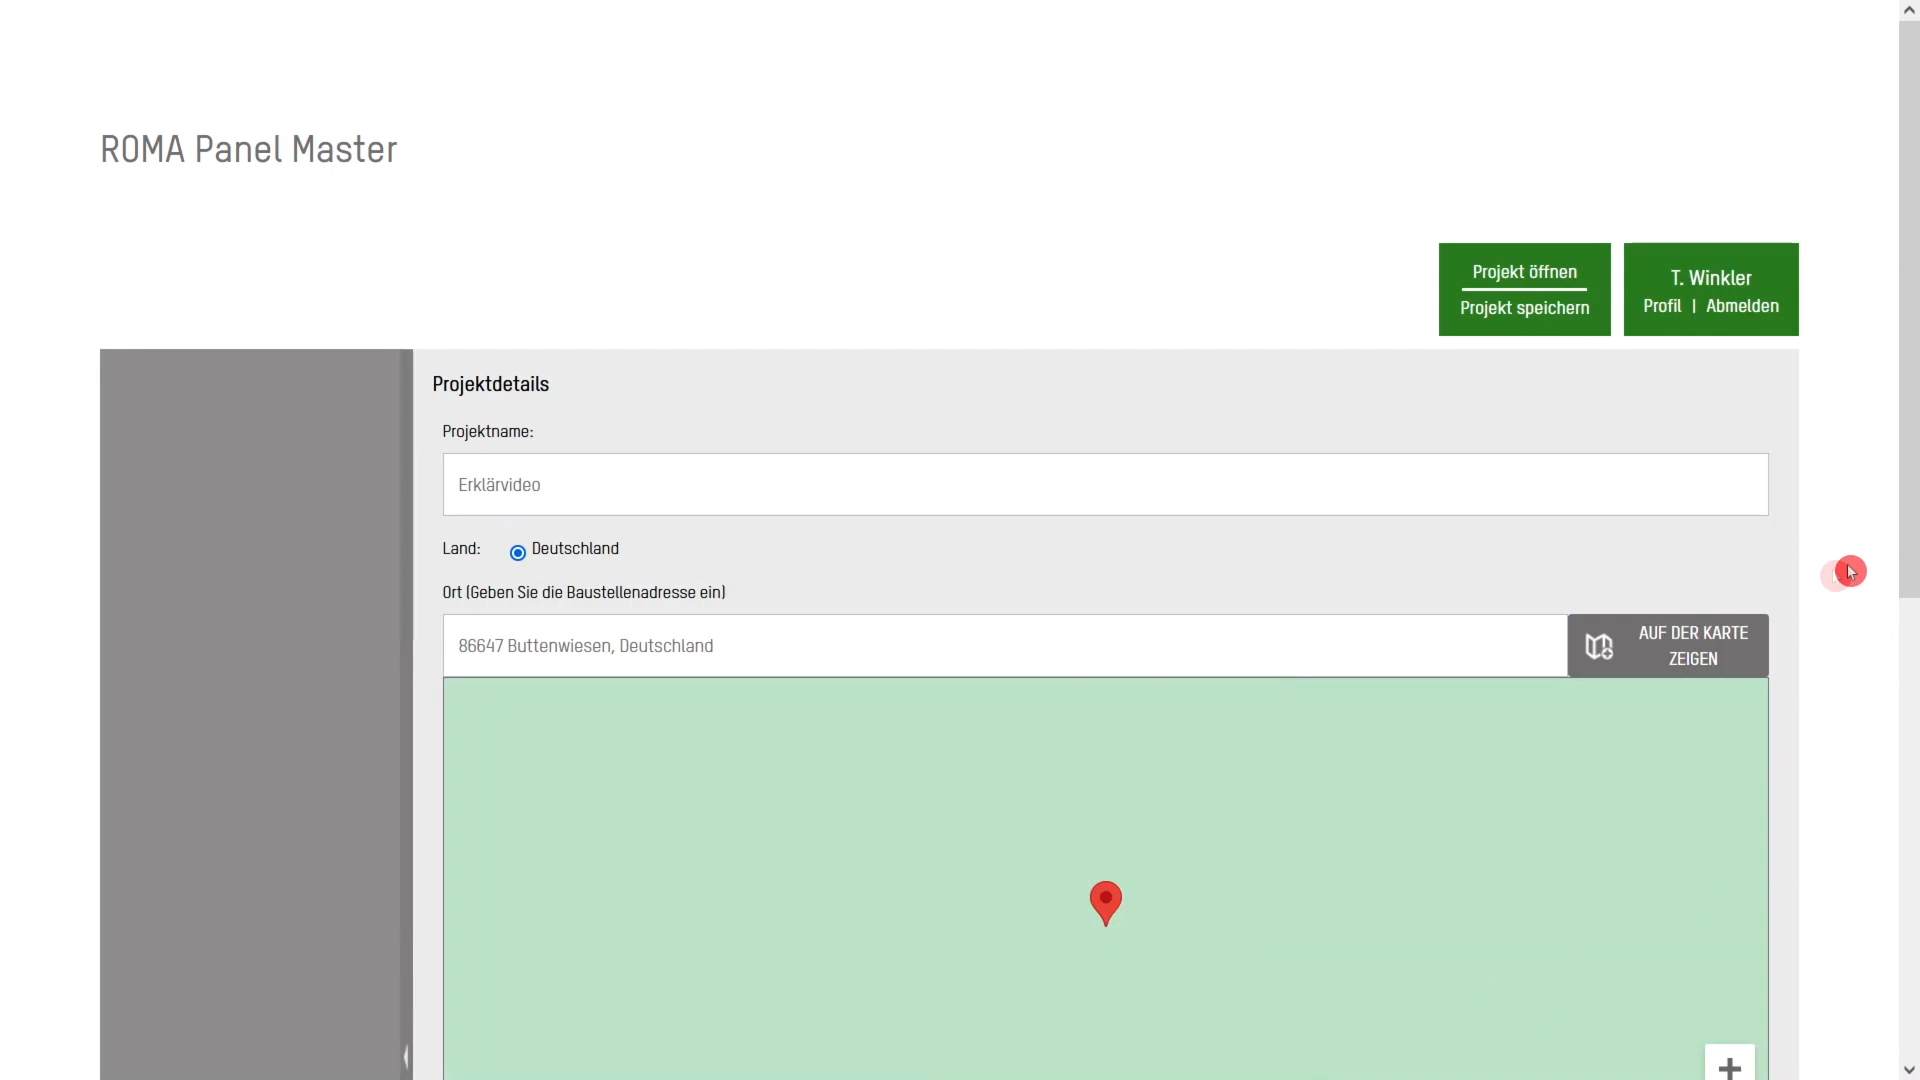 ROMA Panel Master
Projekt öffnen
Projekt speichern
T. Winkler
Profil | Abmelden
Projektdetails
Projektname:
Erklärvideo
Land:
Deutschland
Ort (Geben Sie die Baustellenadresse ein)
86647 Buttenwiesen, Deutschland
AUF DER KARTE
ZEIGEN